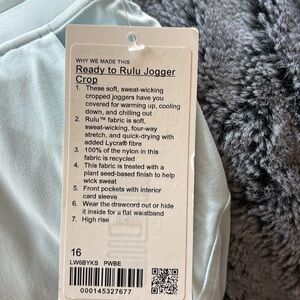 WHY WE MADE THIS
Ready to Rulu Jogger
Crop
1. These soft, sweat-wicking
cropped joggers have you
covered for warming up, cooling
down, and chilling out
2. Rulu™ fabric is soft,
sweat-wicking, four-way
stretch, and quick-drying with
added Lycra® fibre
3. 100% of the nylon in this
fabric is recycled
4. This fabric is treated with a
plant seed-based finish to help
wick sweat
5. Front pockets with interior
card sleeve
6. Wear the drawcord out or hide
it inside for a flat waistband
7. High rise
16
LW6BYKS PWBE
000145327677